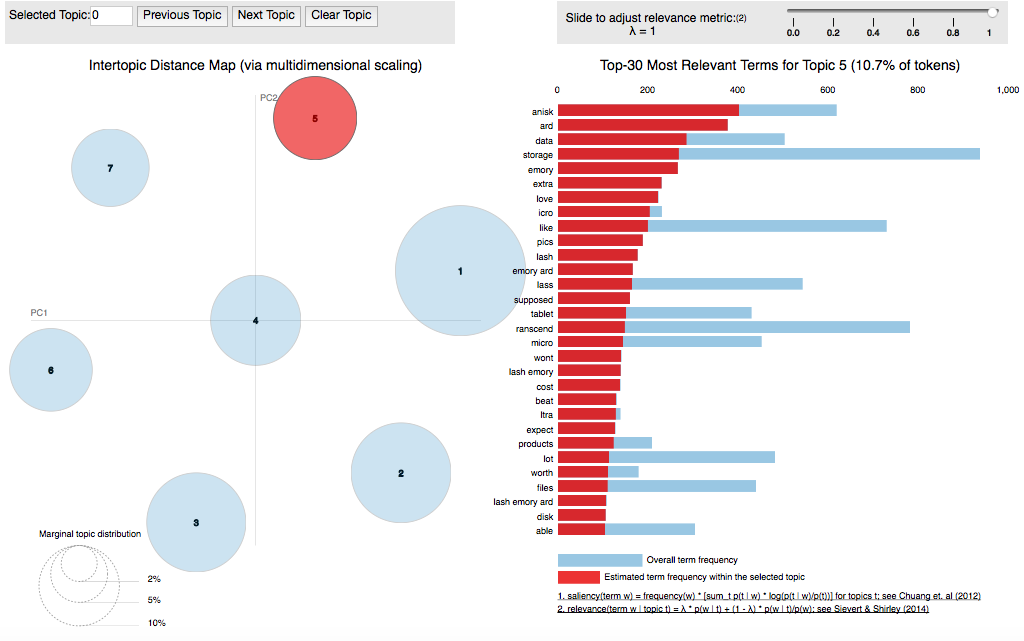 Selected Topic: 0 Previous Topic Next Topic Clear Topic
Slide to adjust relevance metric:(2)
λ = 1
0.0 0.2 0.4 0.6 0.8 1
Intertopic Distance Map (via multidimensional scaling)
PC2
PC1
5
7
1
4
6
2
3
Marginal topic distribution
2%
5%
10%
Top-30 Most Relevant Terms for Topic 5 (10.7% of tokens)
0 200 400 600 800 1,000
anisk
ard
data
storage
emory
extra
love
icro
like
pics
lash
emory ard
lass
supposed
tablet
ranscend
micro
wont
lash emory
cost
beat
ltra
expect
products
lot
worth
files
lash emory ard
disk
able
Overall term frequency
Estimated term frequency within the selected topic
1. saliency(term w) = frequency(w) * [sum_t p(t | w) * log(p(t | w)/p(t))] for topics t; see Chuang et. al (2012)
2. relevance(term w | topic t) = λ * p(w | t) + (1 - λ) * p(w | t)/p(w); see Sievert & Shirley (2014)